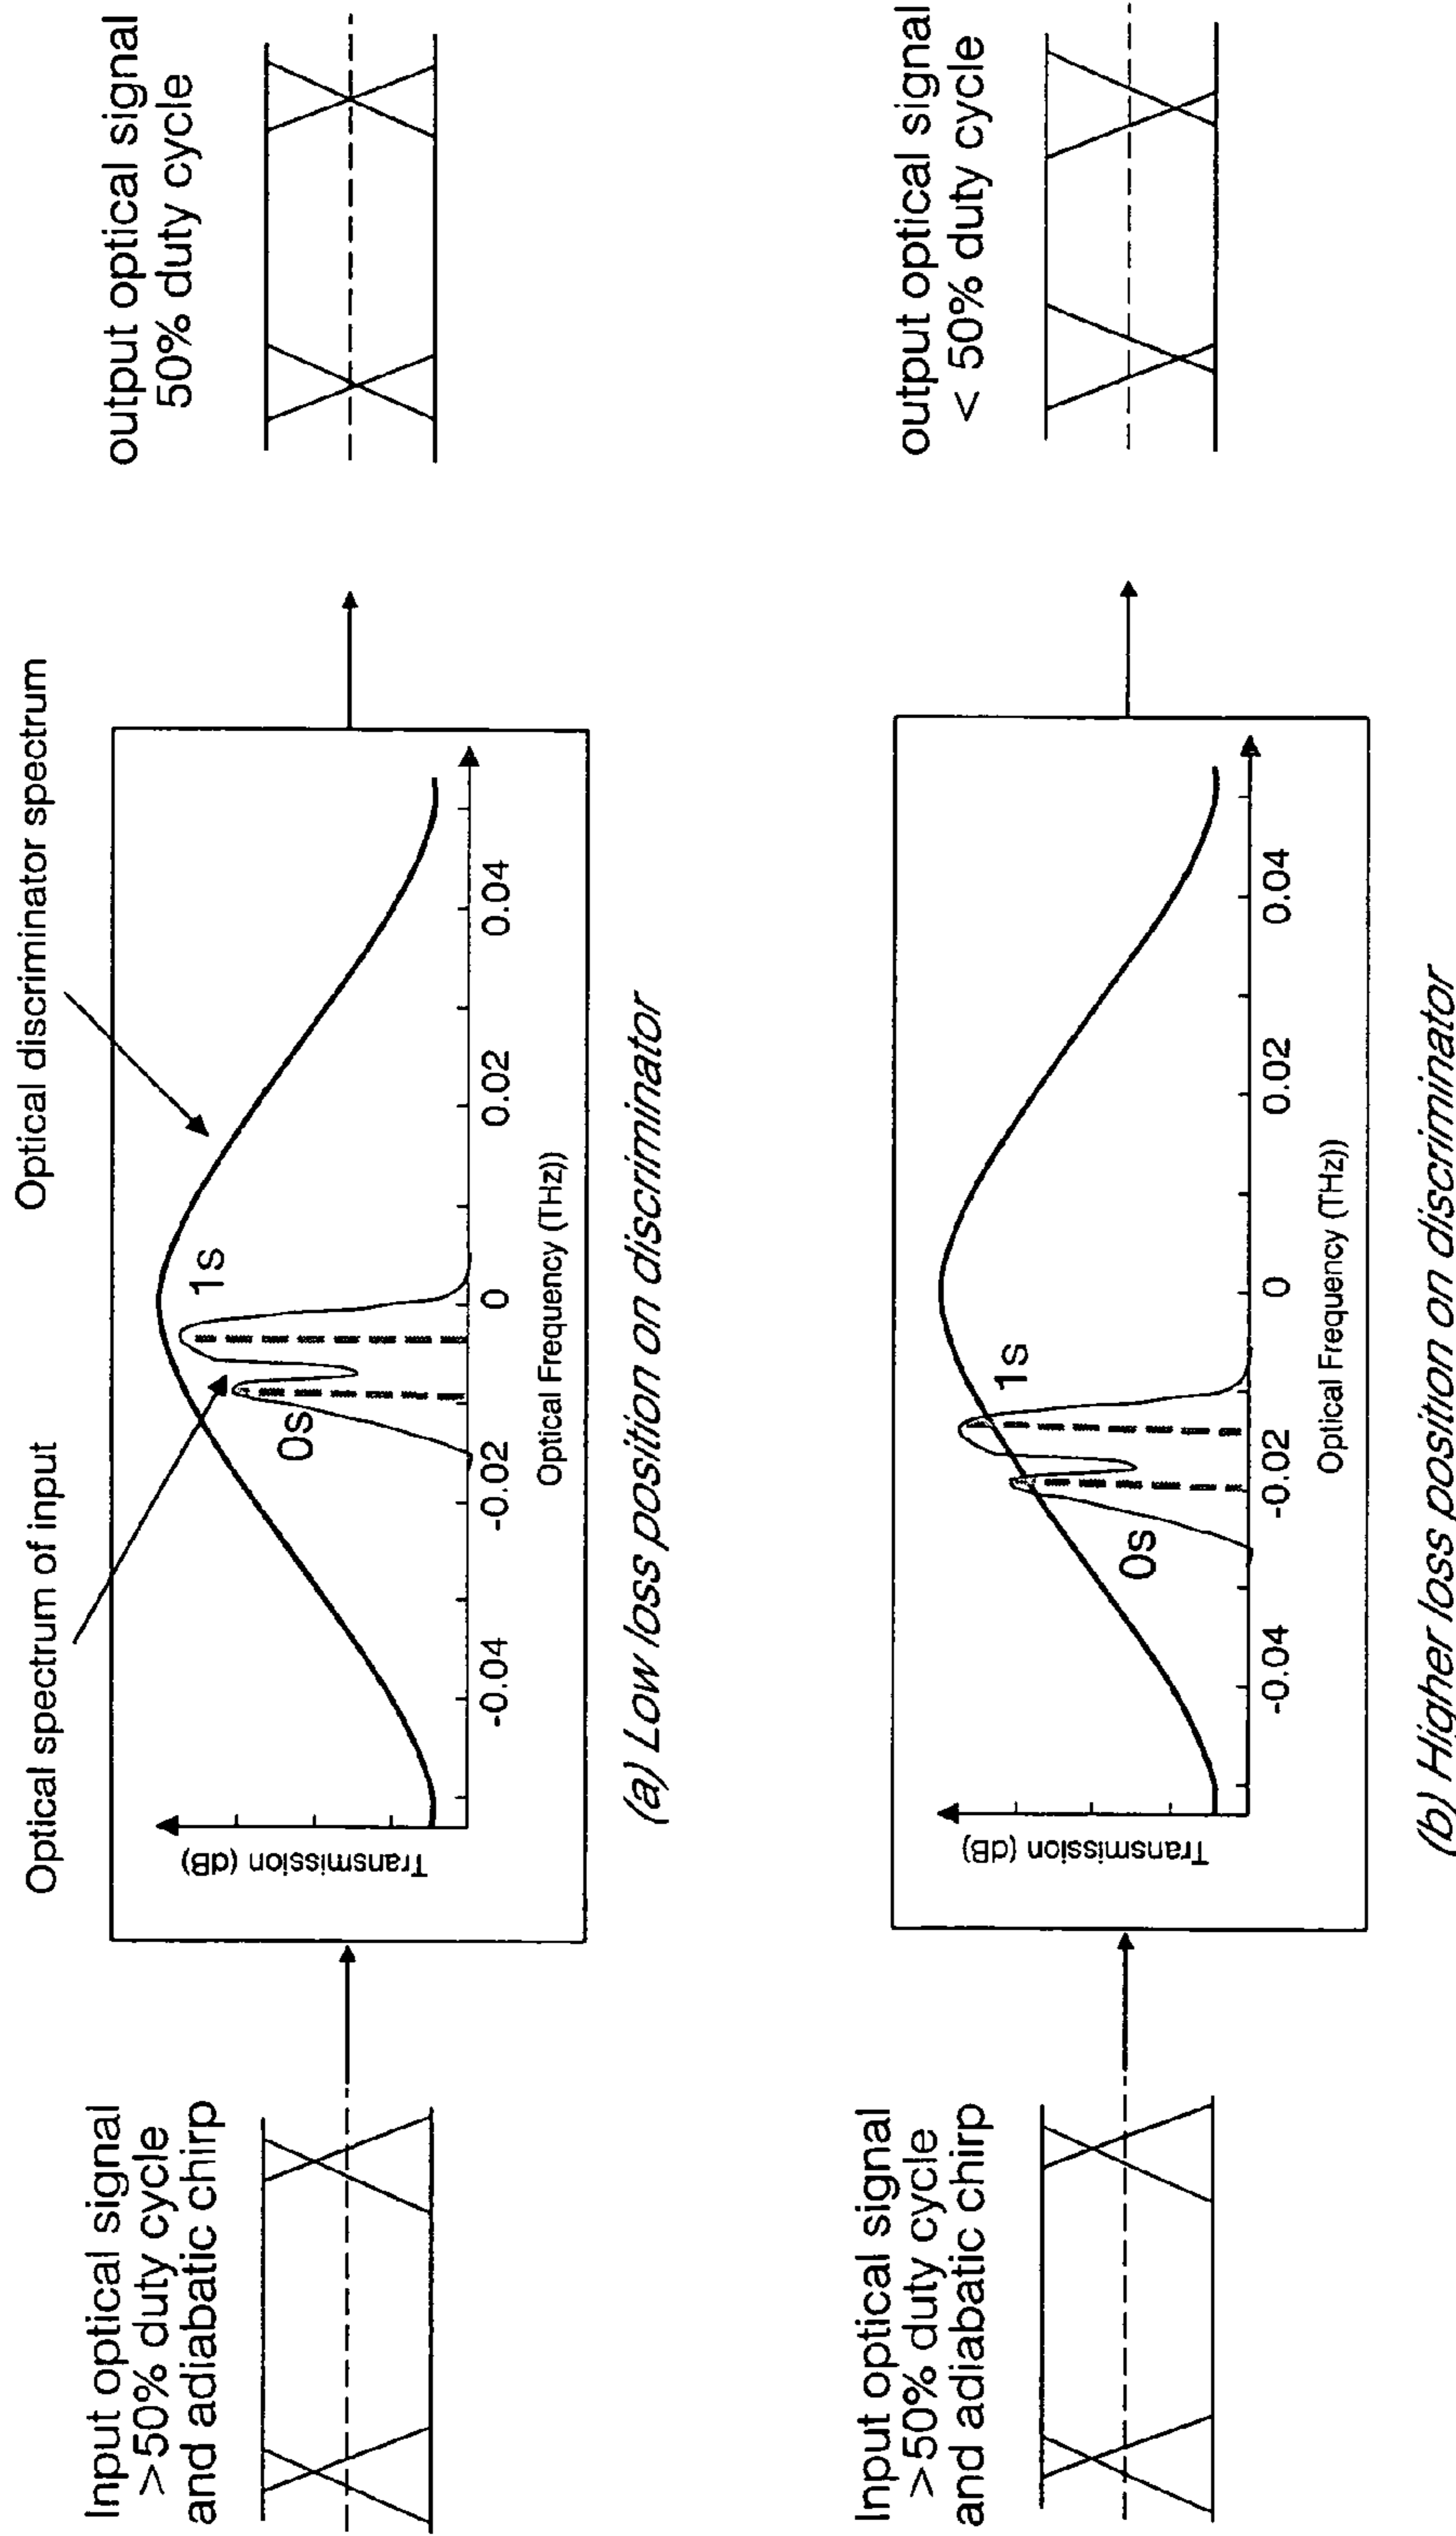 Input optical signal
>50% duty cycle
and adiabatic chirp
Optical spectrum of input
Optical discriminator spectrum
Transmission (dB)
0s
1s
-0.04
-0.02
0
0.02
0.04
Optical Frequency (THz))
output optical signal
50% duty cycle
(a) Low loss position on discriminator
Input optical signal
>50% duty cycle
and adiabatic chirp
Transmission (dB)
0s
1s
-0.04
-0.02
0
0.02
0.04
Optical Frequency (THz))
output optical signal
< 50% duty cycle
(b) Higher loss position on discriminator